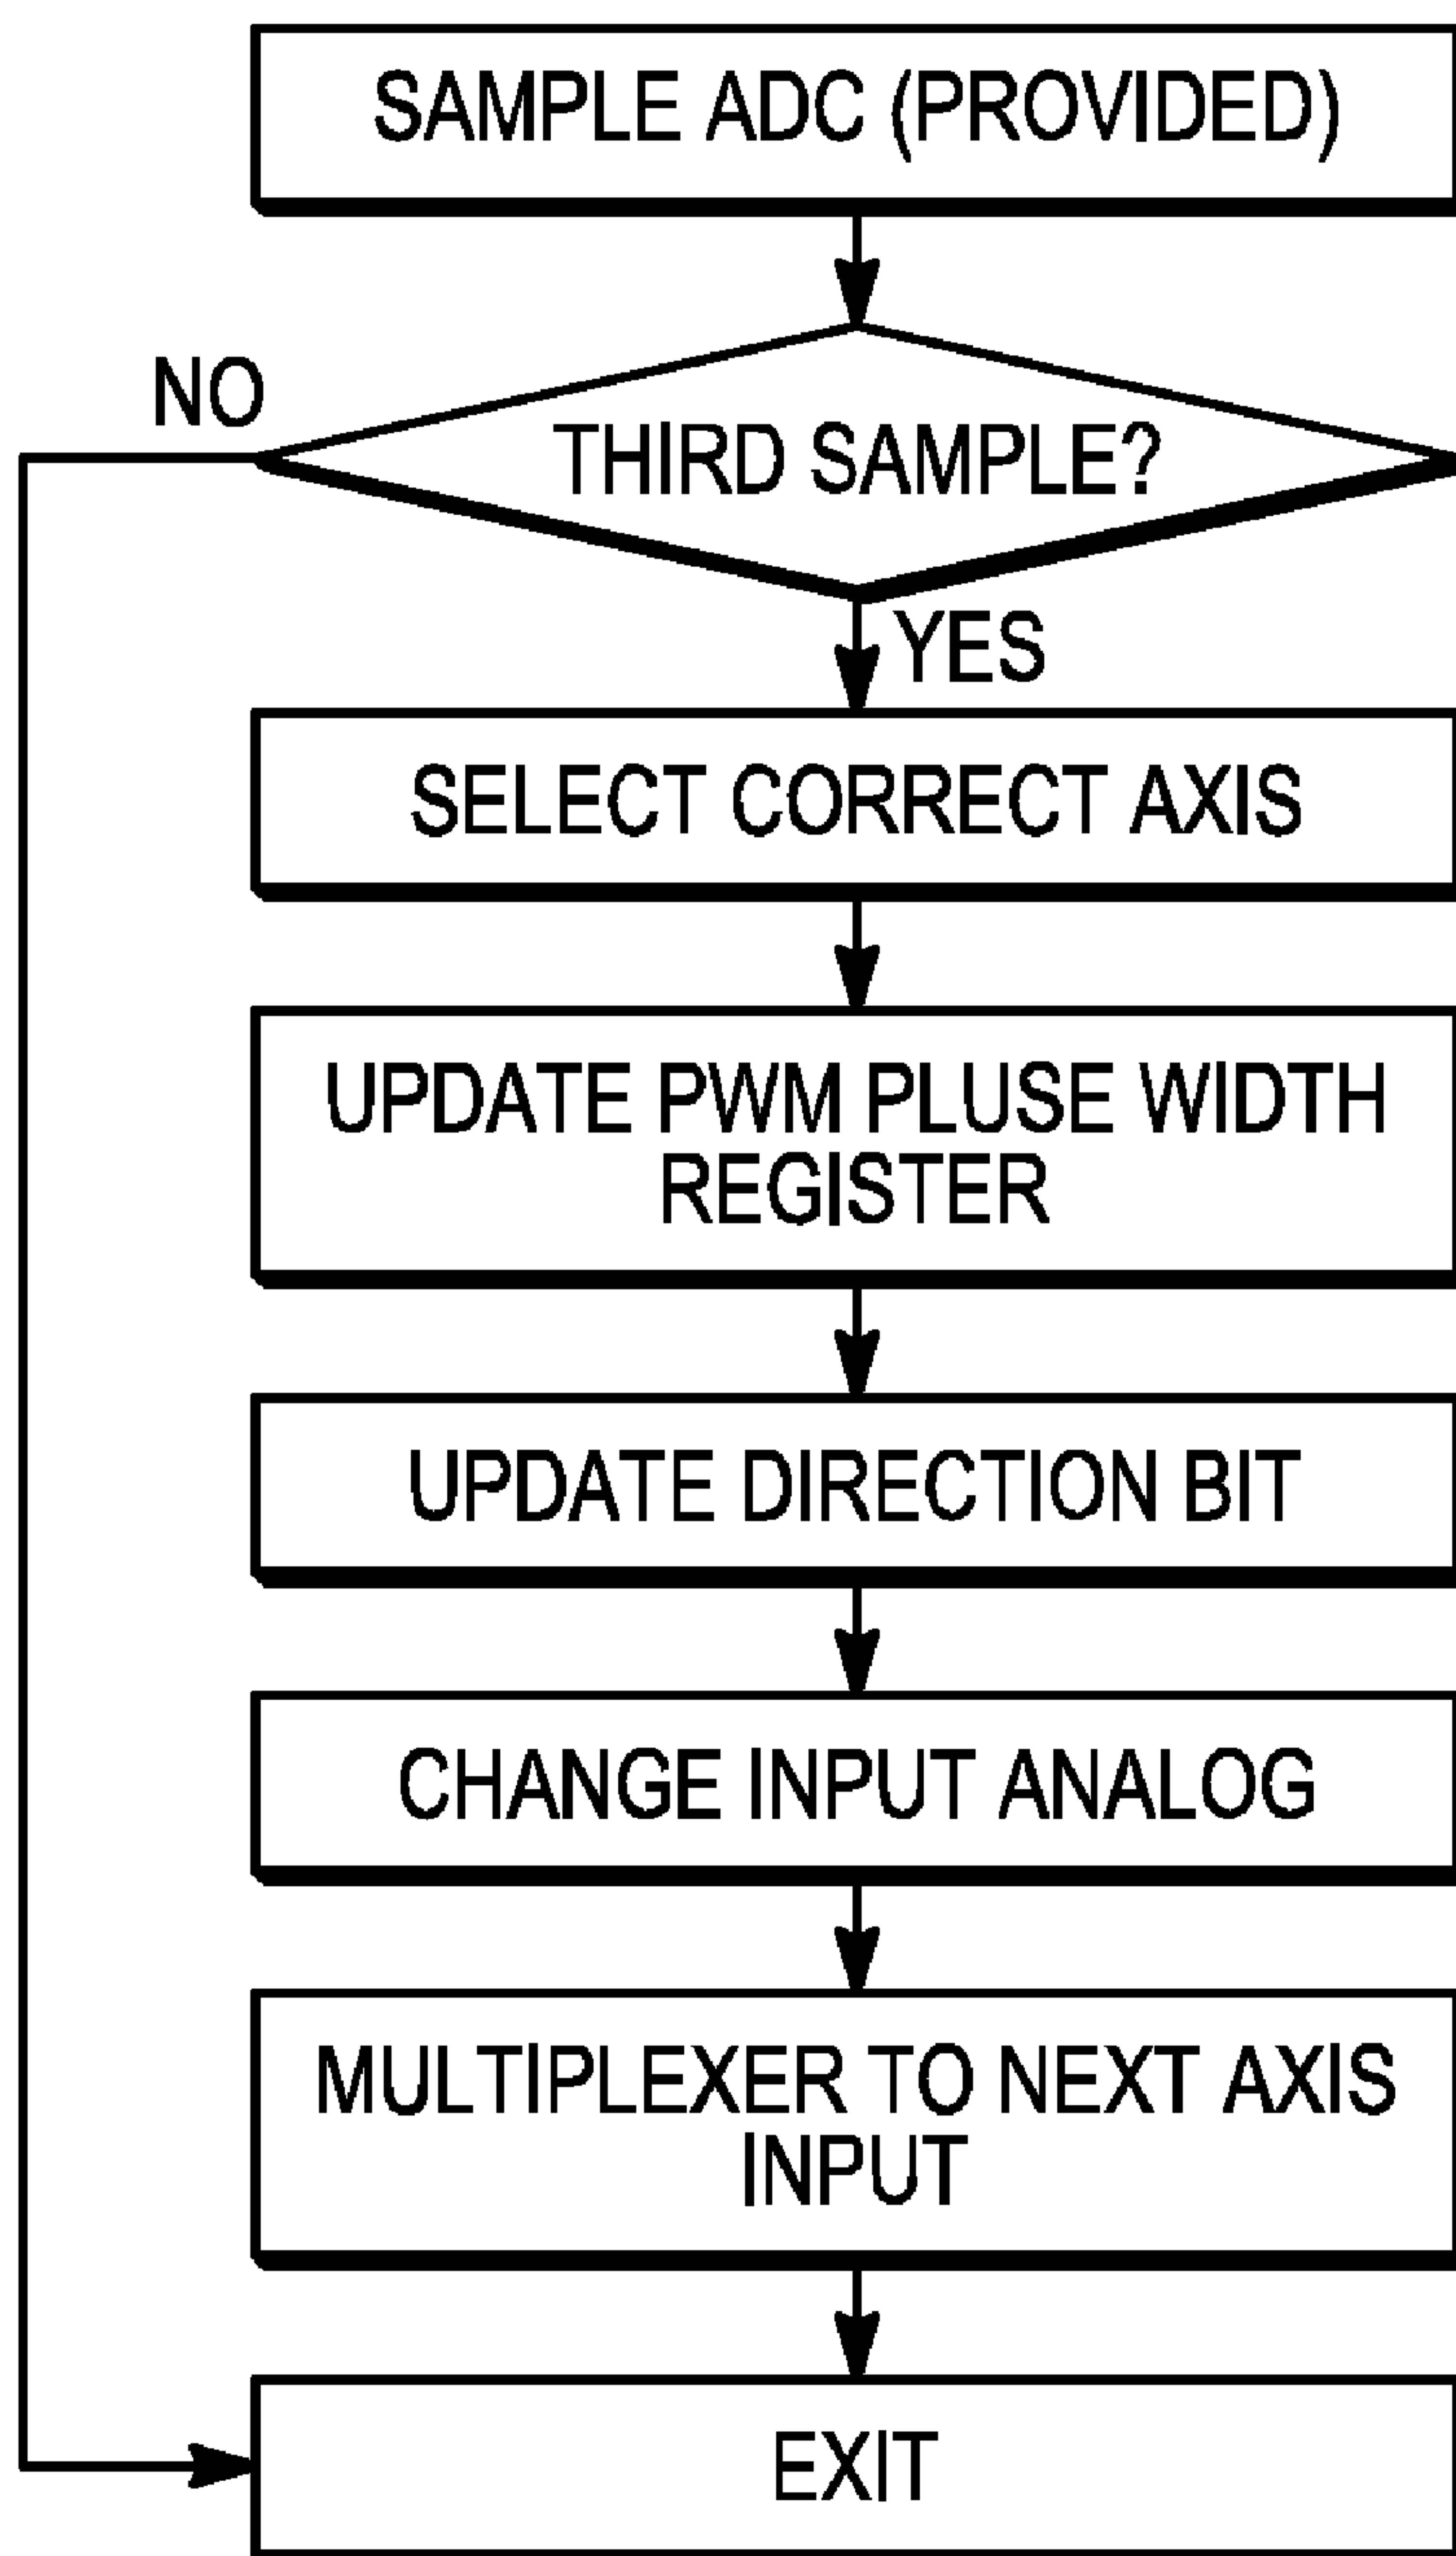 SAMPLE ADC (PROVIDED)
NO
THIRD SAMPLE?
YES
SELECT CORRECT AXIS
UPDATE PWM PLUSE WIDTH
REGISTER
UPDATE DIRECTION BIT
CHANGE INPUT ANALOG
MULTIPLEXER TO NEXT AXIS
INPUT
EXIT